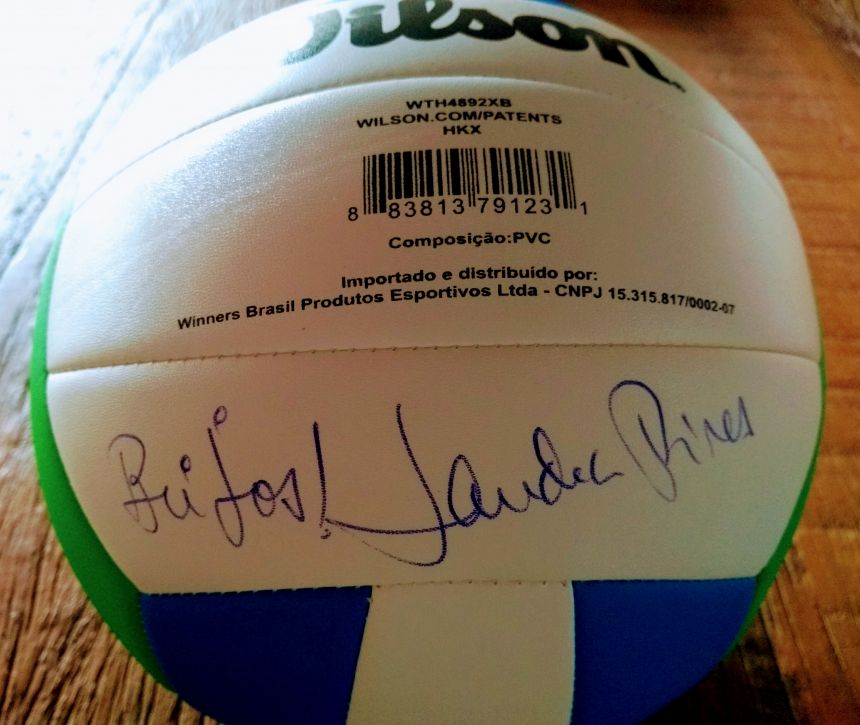 Wilson.
WTH4892XB
WILSON.COM/PATENTS
HKX
8 83813 79123 1
Composição:PVC
Importado e distribuído por:
Winners Brasil Produtos Esportivos Ltda - CNPJ 15.315.817/0002-07
Beijos! Sandra Pires